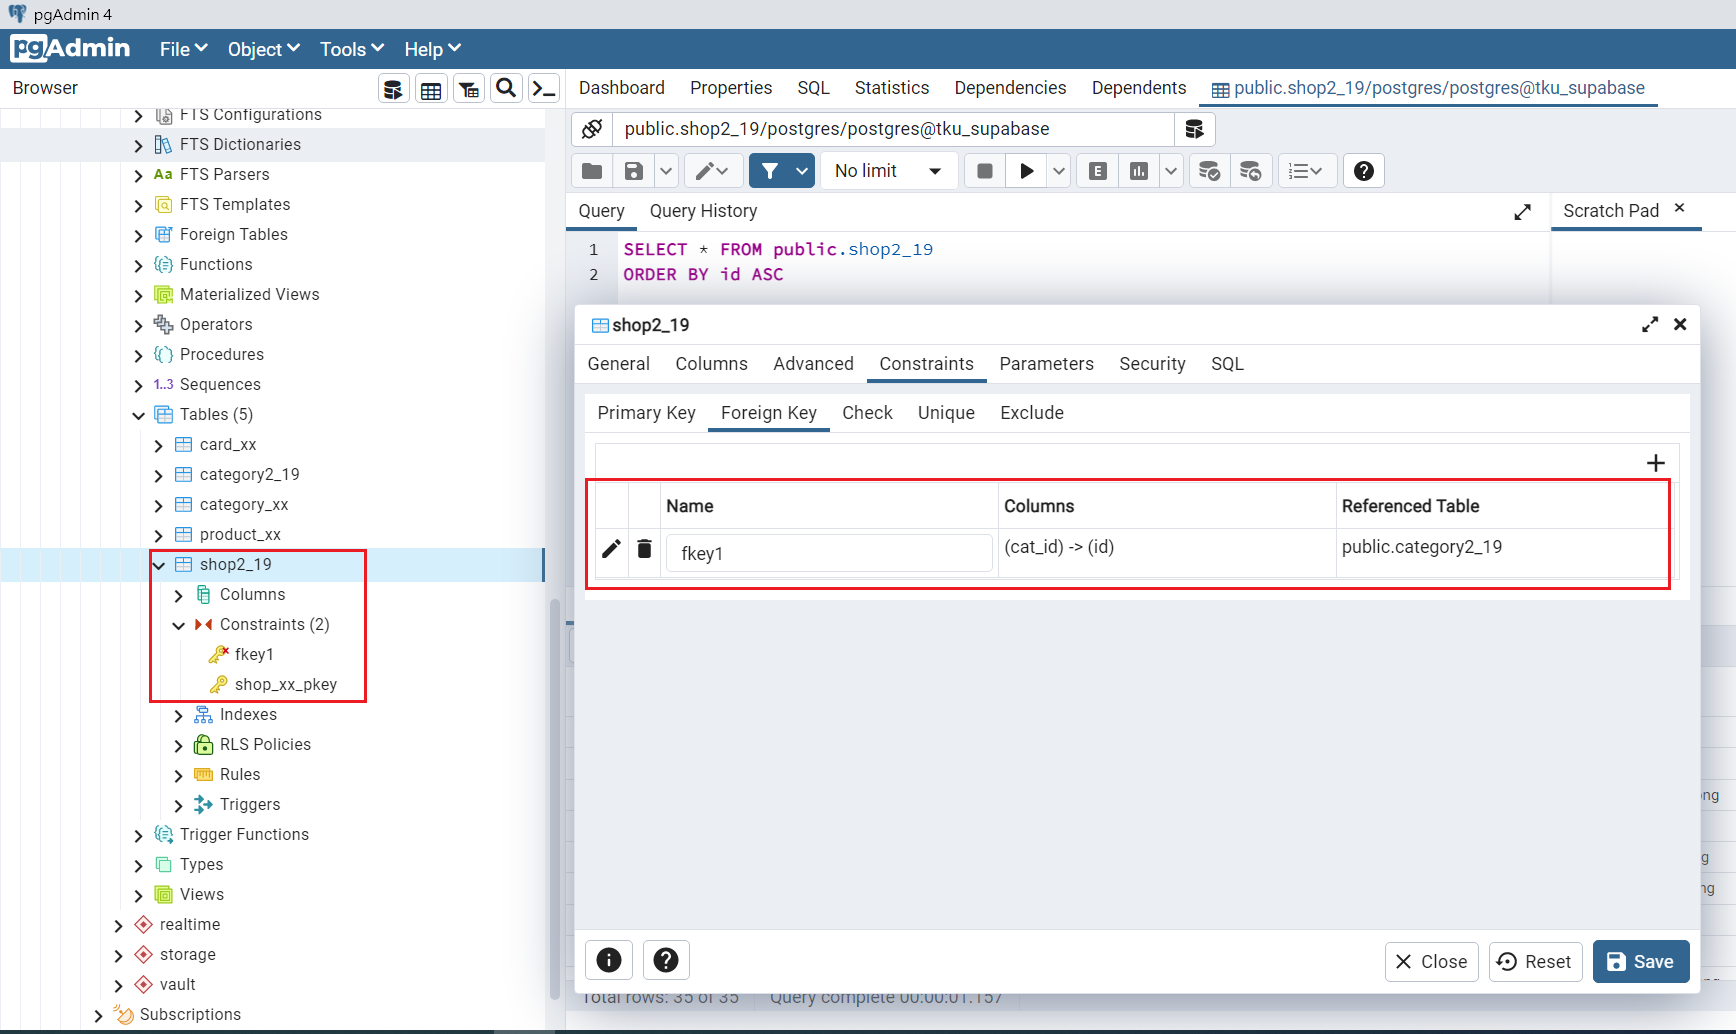 pgAdmin 4
pgAdmin File Object Tools Help
Browser
Dashboard Properties SQL Statistics Dependencies Dependents public.shop2_19/postgres/postgres@tku_supabase
FTS Configurations
FTS Dictionaries
Aa FTS Parsers
FTS Templates
Foreign Tables
Functions
Materialized Views
Operators
Procedures
1..3 Sequences
Tables (5)
card_xx
category2_19
category_xx
product_xx
shop2_19
Columns
Constraints (2)
fkey1
shop_xx_pkey
Indexes
RLS Policies
Rules
Triggers
Trigger Functions
Types
Views
realtime
storage
vault
Subscriptions
public.shop2_19/postgres/postgres@tku_supabase
No limit
E
Query Query History
Scratch Pad
1 SELECT * FROM public.shop2_19
2 ORDER BY id ASC
shop2_19
General Columns Advanced Constraints Parameters Security SQL
Primary Key Foreign Key Check Unique Exclude
Name Columns Referenced Table
fkey1 (cat_id) -> (id) public.category2_19
Close Reset Save
Total rows: 35 of 35 Query complete 00:00:01.157